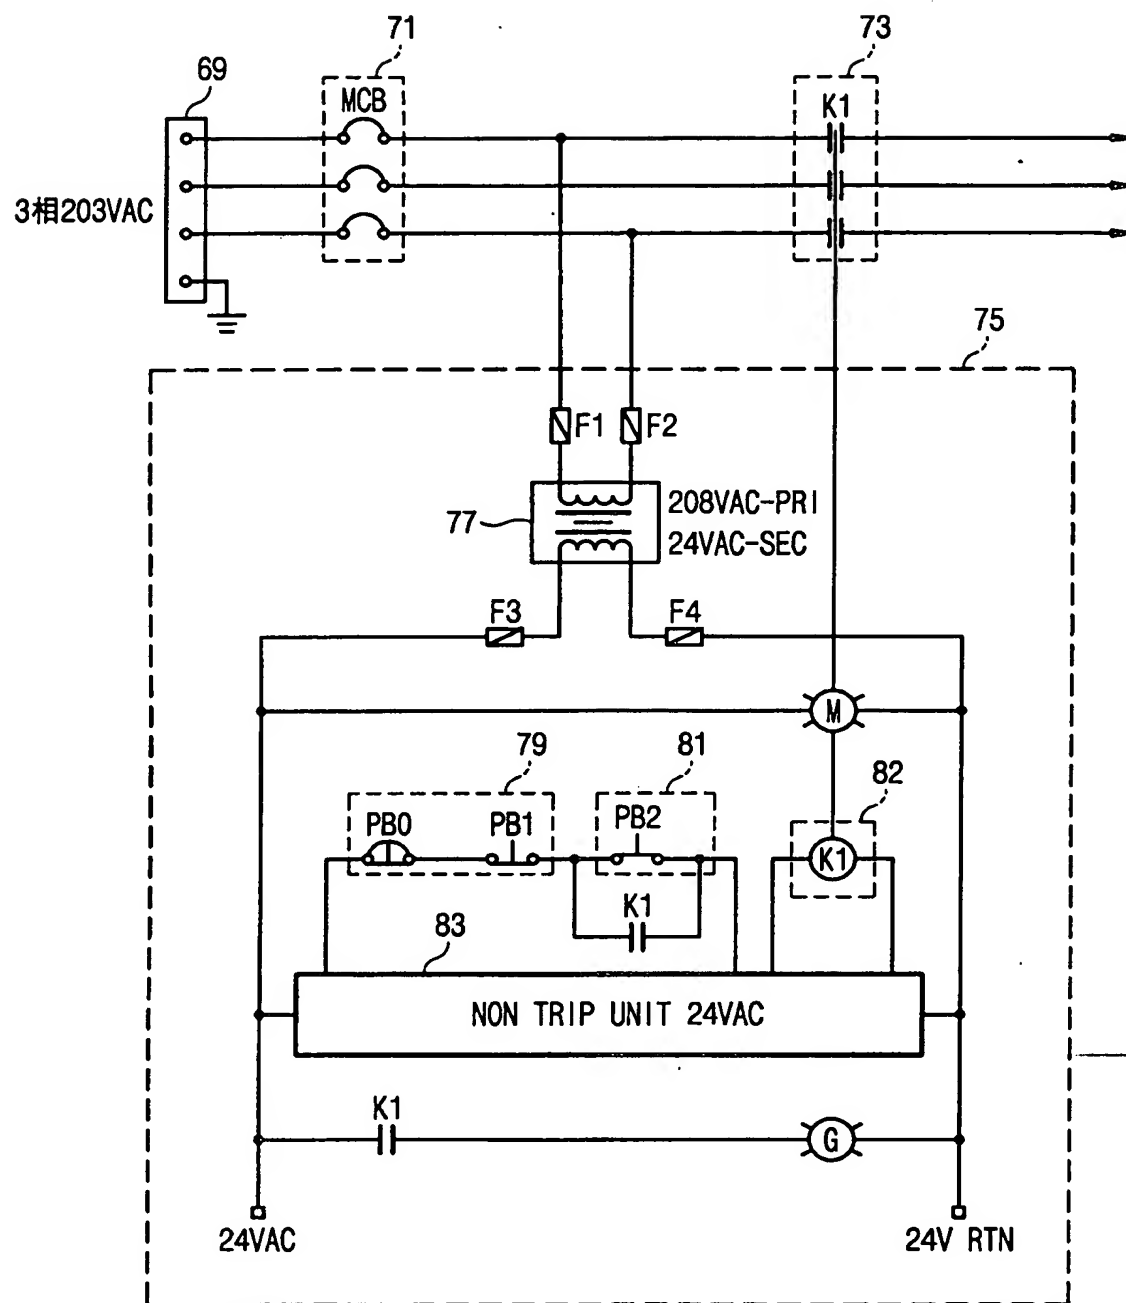 71
73
69
MCB
K1
3相203VAC
75
F1
F2
77
208VAC-PRI
24VAC-SEC
F3
F4
M
79
81
82
PB0
PB1
PB2
K1
K1
83
NON TRIP UNIT 24VAC
K1
G
24VAC
24V RTN